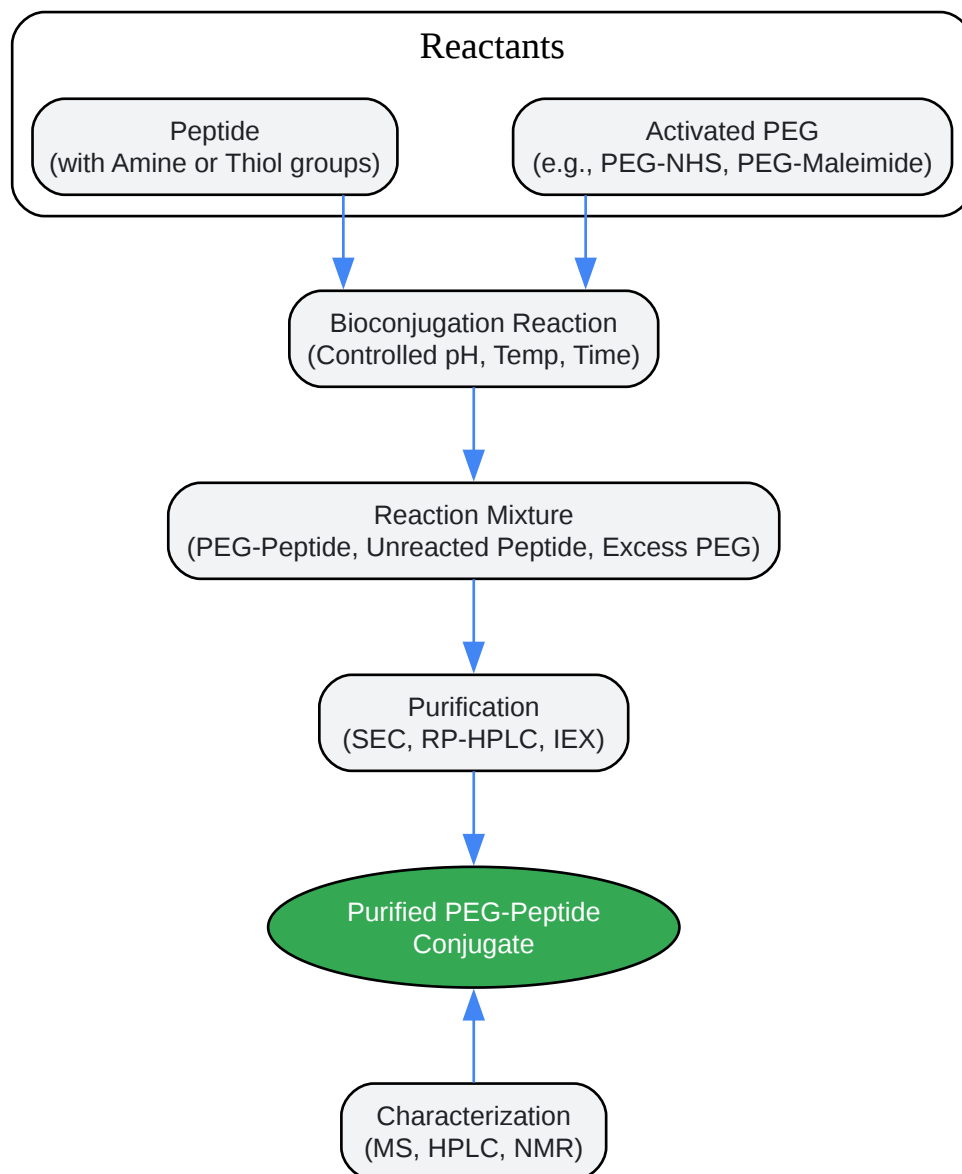 Reactants
Peptide
(with Amine or Thiol groups)
Activated PEG
(e.g., PEG-NHS, PEG-Maleimide)
Bioconjugation Reaction
(Controlled pH, Temp, Time)
Reaction Mixture
(PEG-Peptide, Unreacted Peptide, Excess PEG)
Purification
(SEC, RP-HPLC, IEX)
Purified PEG-Peptide
Conjugate
Characterization
(MS, HPLC, NMR)